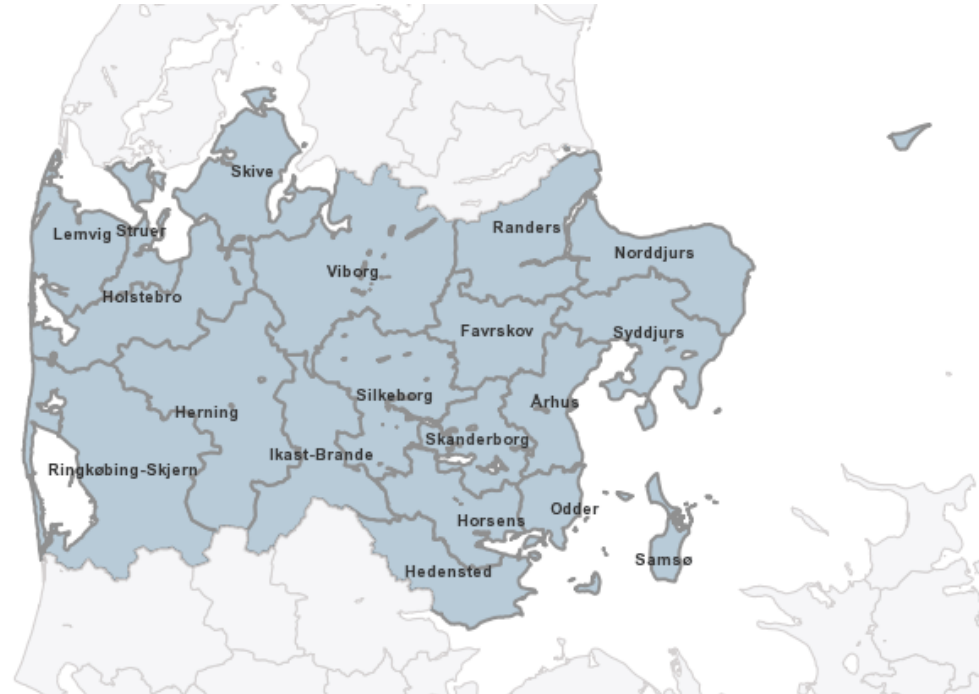 Skive
Randers
Lemvig
Struer
Norddjurs
Viborg
Holstebro
Favrskov
Syddjurs
Silkeborg
Århus
Herning
Skanderborg
Ikast-Brande
Ringkøbing-Skjern
Odder
Horsens
Samsø
Hedensted